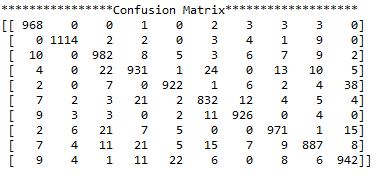 ****************Confusion Matrix*******************
[[ 968    0    0    1    0    2    3    3    3    0]
 [   0 1114    2    2    0    3    4    1    9    0]
 [  10    0  982    8    5    3    6    7    9    2]
 [   4    0   22  931    1   24    0   13   10    5]
 [   2    0    7    0  922    1    6    2    4   38]
 [   7    2    3   21    2  832   12    4    5    4]
 [   9    3    3    0    2   11  926    0    4    0]
 [   2    6   21    7    5    0    0  971    1   15]
 [   7    4   11   21    5   15    7    9  887    8]
 [   9    4    1   11   22    6    0    8    6  942]]